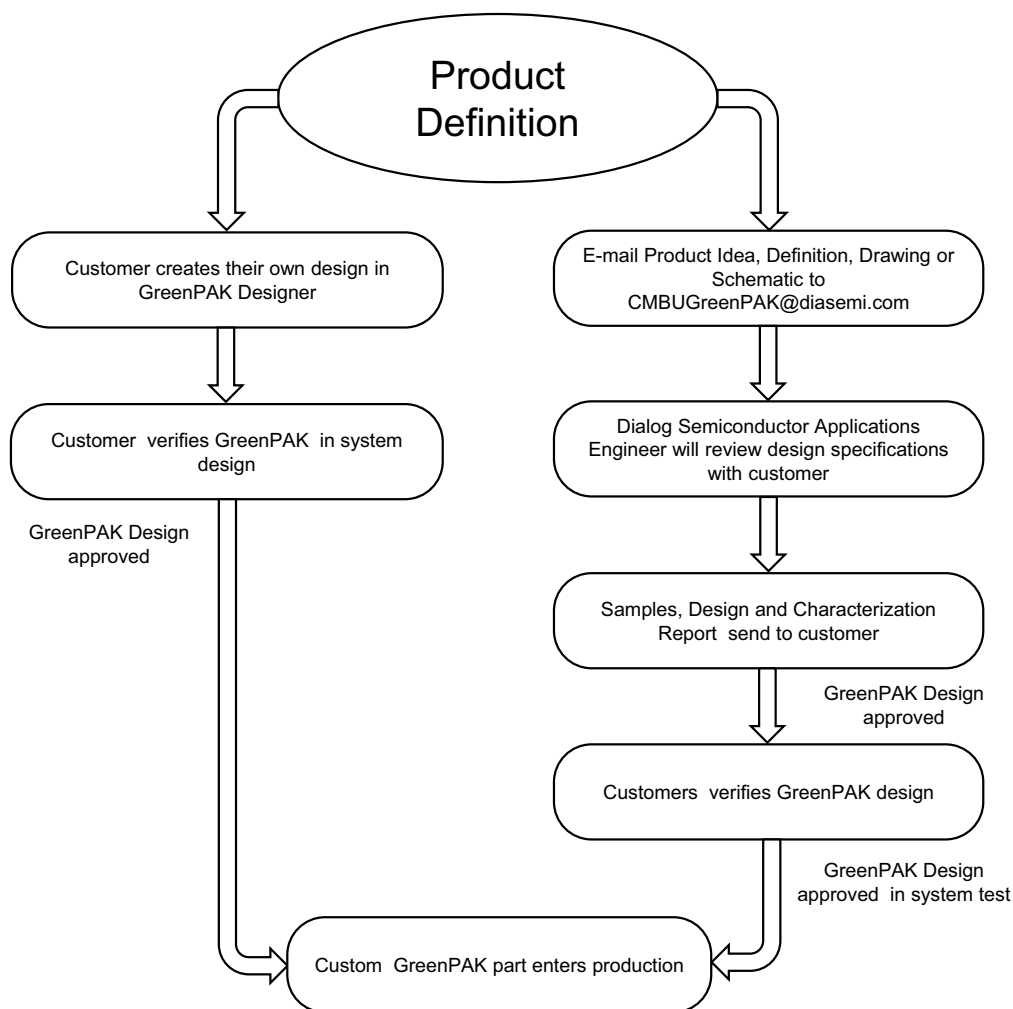 Product
Definition
Customer creates their own design in
GreenPAK Designer
Customer verifies GreenPAK in system
design
GreenPAK Design
approved
E-mail Product Idea, Definition, Drawing or
Schematic to
CMBUGreenPAK@diasemi.com
Dialog Semiconductor Applications
Engineer will review design specifications
with customer
Samples, Design and Characterization
Report send to customer
GreenPAK Design
approved
Customers verifies GreenPAK design
GreenPAK Design
approved in system test
Custom GreenPAK part enters production